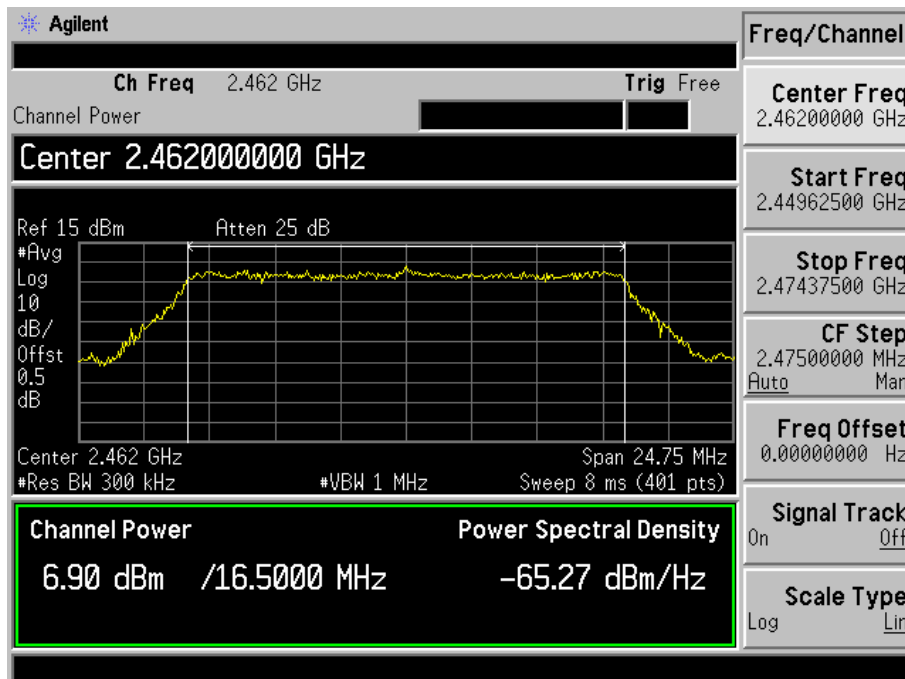 Agilent
Freq/Channel
Ch Freq 2.462 GHz Trig Free
Channel Power
Center 2.462000000 GHz
Ref 15 dBm Atten 25 dB
#Avg
Log
10
dB/
Offst
0.5
dB
Center 2.462 GHz Span 24.75 MHz
#Res BW 300 kHz #VBW 1 MHz Sweep 8 ms (401 pts)
Channel Power Power Spectral Density
6.90 dBm /16.5000 MHz -65.27 dBm/Hz
Center Freq
2.46200000 GHz
Start Freq
2.44962500 GHz
Stop Freq
2.47437500 GHz
CF Step
2.47500000 MHz
Auto Man
Freq Offset
0.00000000 Hz
Signal Track
On Off
Scale Type
Log Lin